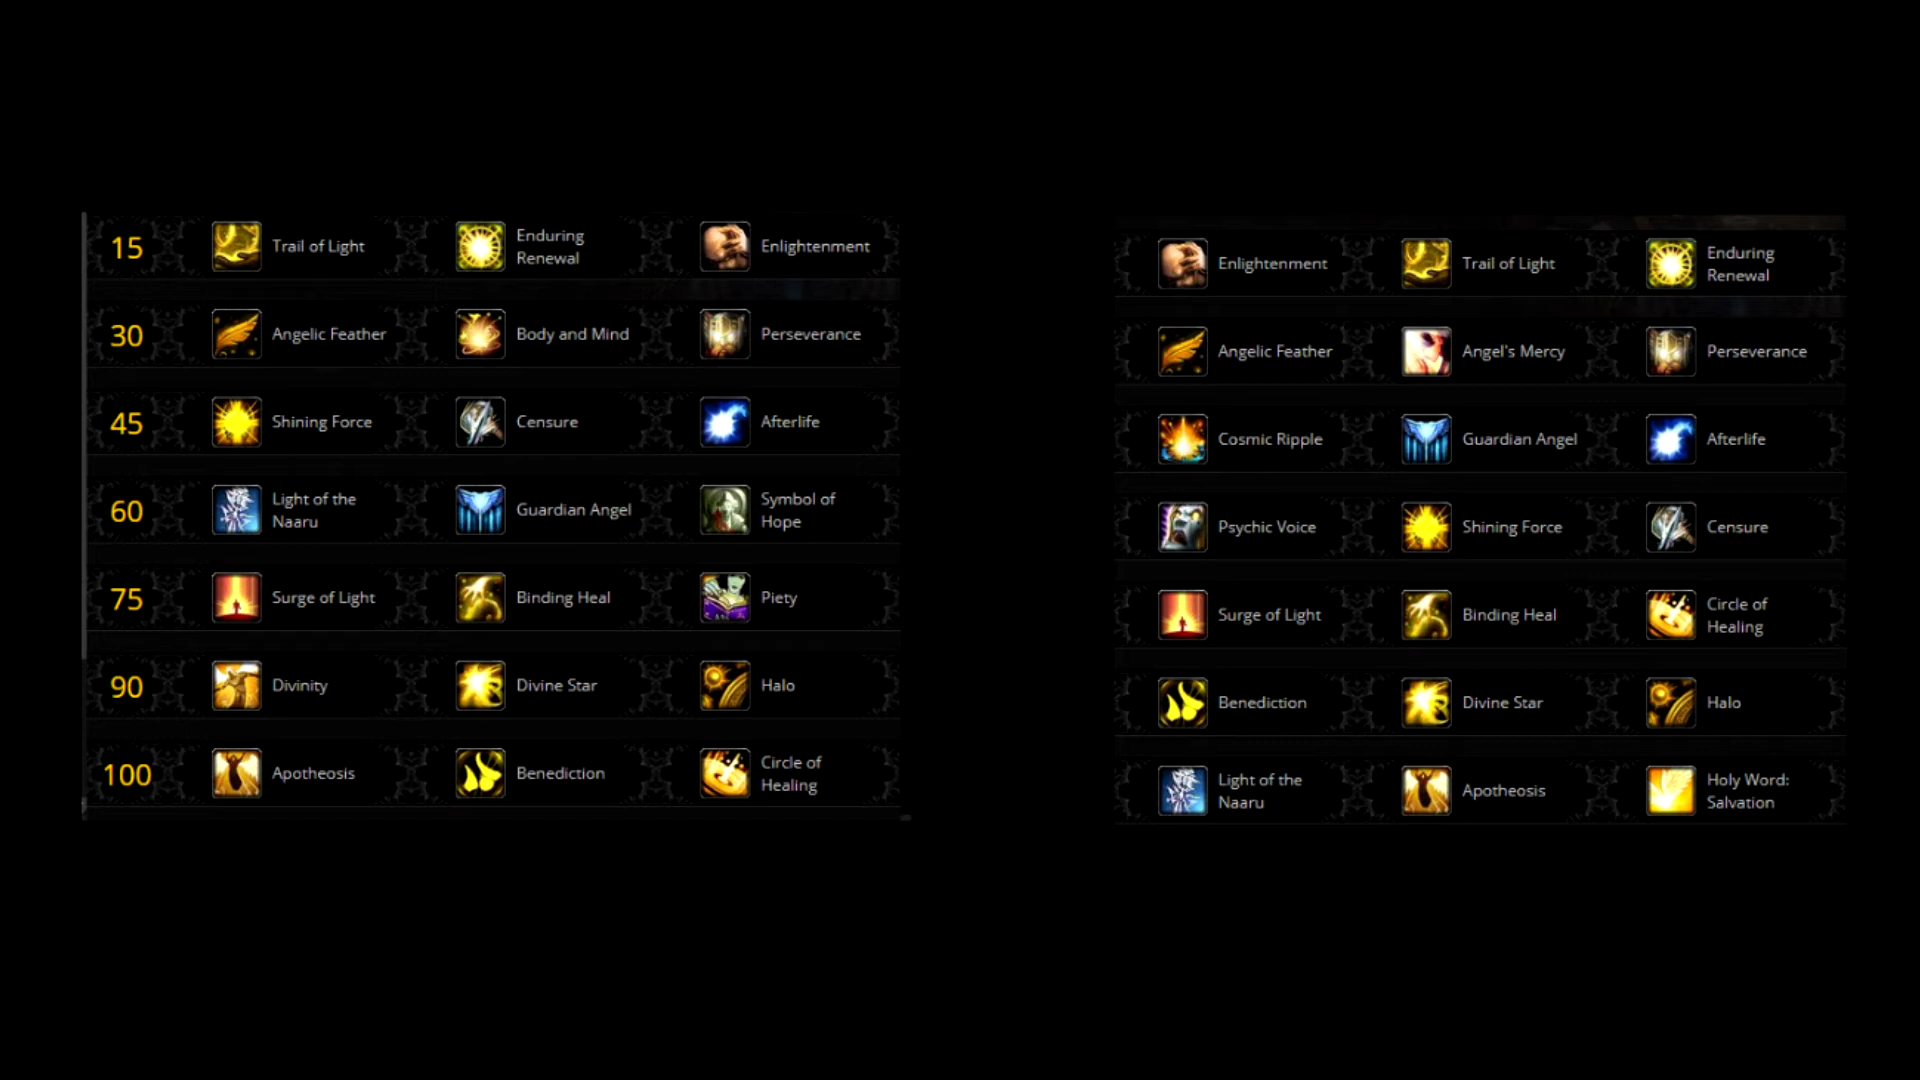 15 Trail of Light Enduring Renewal Enlightenment
30 Angelic Feather Body and Mind Perseverance
45 Shining Force Censure Afterlife
60 Light of the Naaru Guardian Angel Symbol of Hope
75 Surge of Light Binding Heal Piety
90 Divinity Divine Star Halo
100 Apotheosis Benediction Circle of Healing
Enlightenment Trail of Light Enduring Renewal
Angelic Feather Angel's Mercy Perseverance
Cosmic Ripple Guardian Angel Afterlife
Psychic Voice Shining Force Censure
Surge of Light Binding Heal Circle of Healing
Benediction Divine Star Halo
Light of the Naaru Apotheosis Holy Word: Salvation